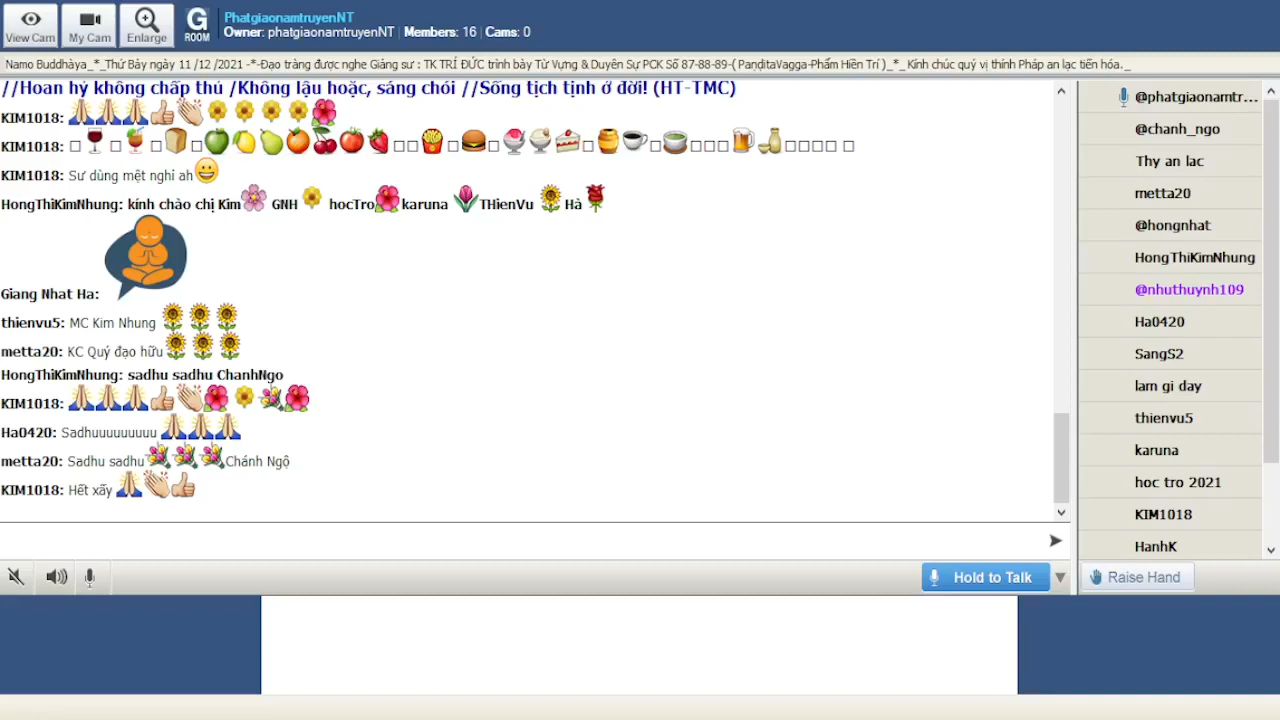 View Cam
My Cam
Enlarge
G
ROOM
PhatgiaonamtruyenNT
Owner: phatgiaonamtruyenNT | Members: 16 | Cams: 0
Namo Buddhàya_*_Thứ Bảy ngày 11 /12 /2021 -*-Đạo tràng được nghe Giảng sư : TK TRÍ ĐỨC trình bày Từ Vựng & Duyên Sự PCK Số 87-88-89-( PaṇḍitaVagga-Phẩm Hiền Trí )_*_ Kính chúc quý vị thính Pháp an lạc tiến hóa._
//Hoan hỷ không chấp thủ /Không lậu hoặc, sáng chói //Sống tịch tịnh ở đời! (HT-TMC)
KIM1018:
KIM1018:
KIM1018: Sư dùng mệt nghỉ ah
HongThiKimNhung: kính chào chị Kim GNH hocTro karuna THienVu Hà
Giang Nhat Ha:
thienvu5: MC Kim Nhung
metta20: KC Quý đạo hữu
HongThiKimNhung: sadhu sadhu ChanhNgo
KIM1018:
Ha0420: Sadhuuuuuuuuu
metta20: Sadhu sadhu Chánh Ngộ
KIM1018: Hết xẩy
@phatgiaonamtr...
@chanh_ngo
Thy an lac
metta20
@hongnhat
HongThiKimNhung
@nhuthuynh109
Ha0420
SangS2
lam gi day
thienvu5
karuna
hoc tro 2021
KIM1018
HanhK
Hold to Talk
Raise Hand